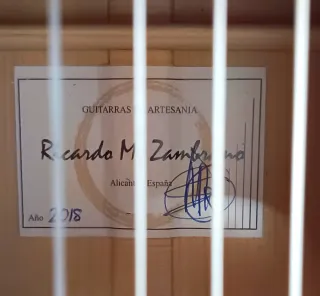 GUITARRAS ARTESANIA
Ricardo M. Zambrano
Alicante España
Año 2018